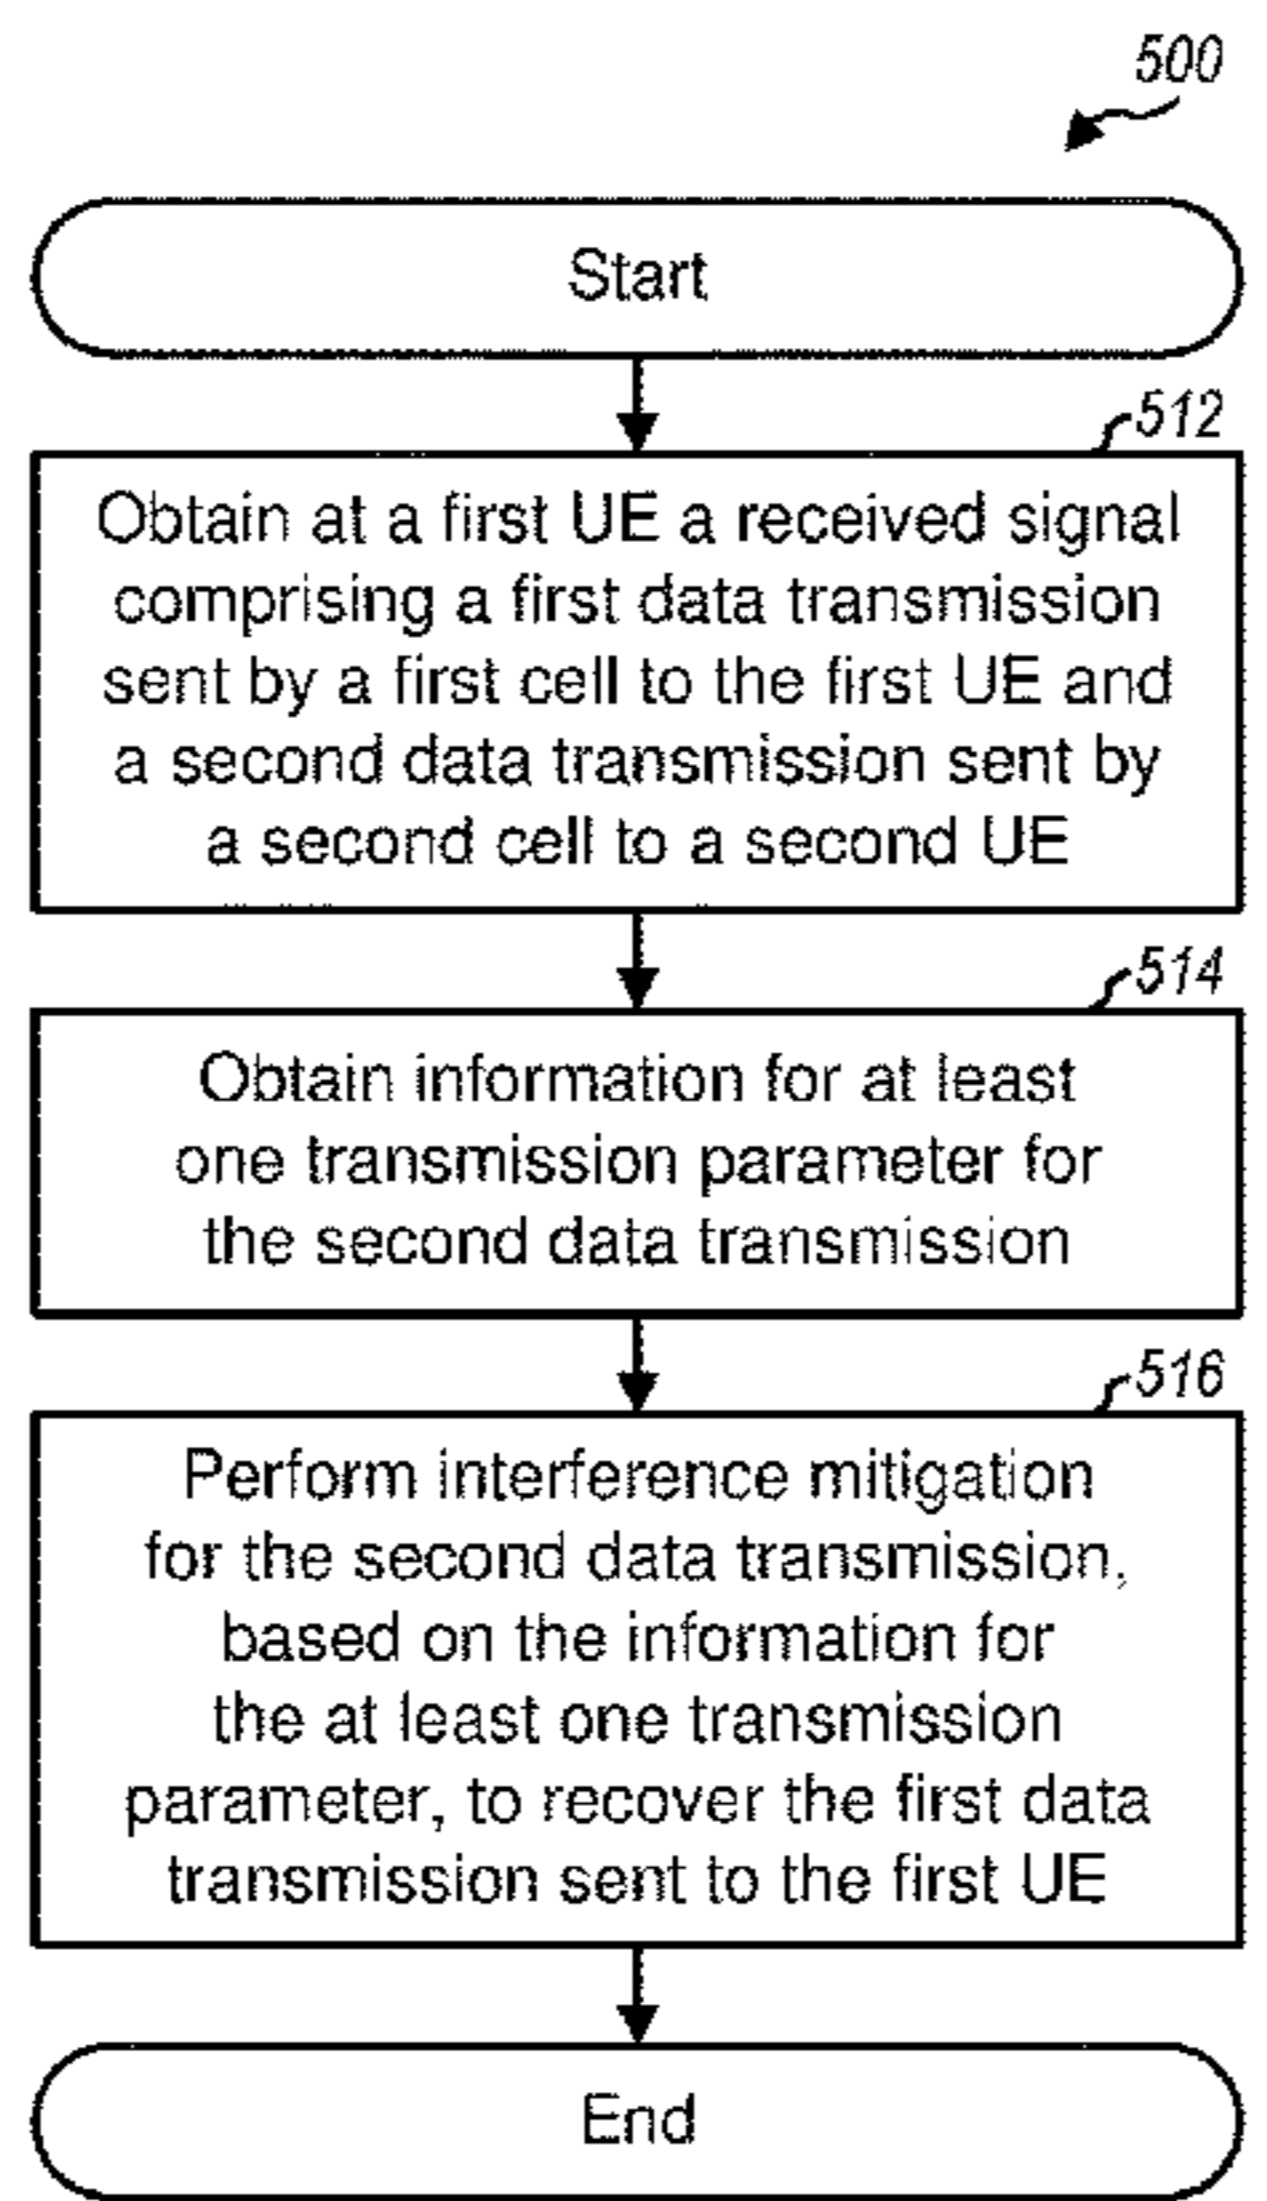 500
Start
512
Obtain at a first UE a received signal
comprising a first data transmission
sent by a first cell to the first UE and
a second data transmission sent by
a second cell to a second UE
514
Obtain information for at least
one transmission parameter for
the second data transmission
516
Perform interference mitigation
for the second data transmission,
based on the information for
the at least one transmission
parameter, to recover the first data
transmission sent to the first UE
End